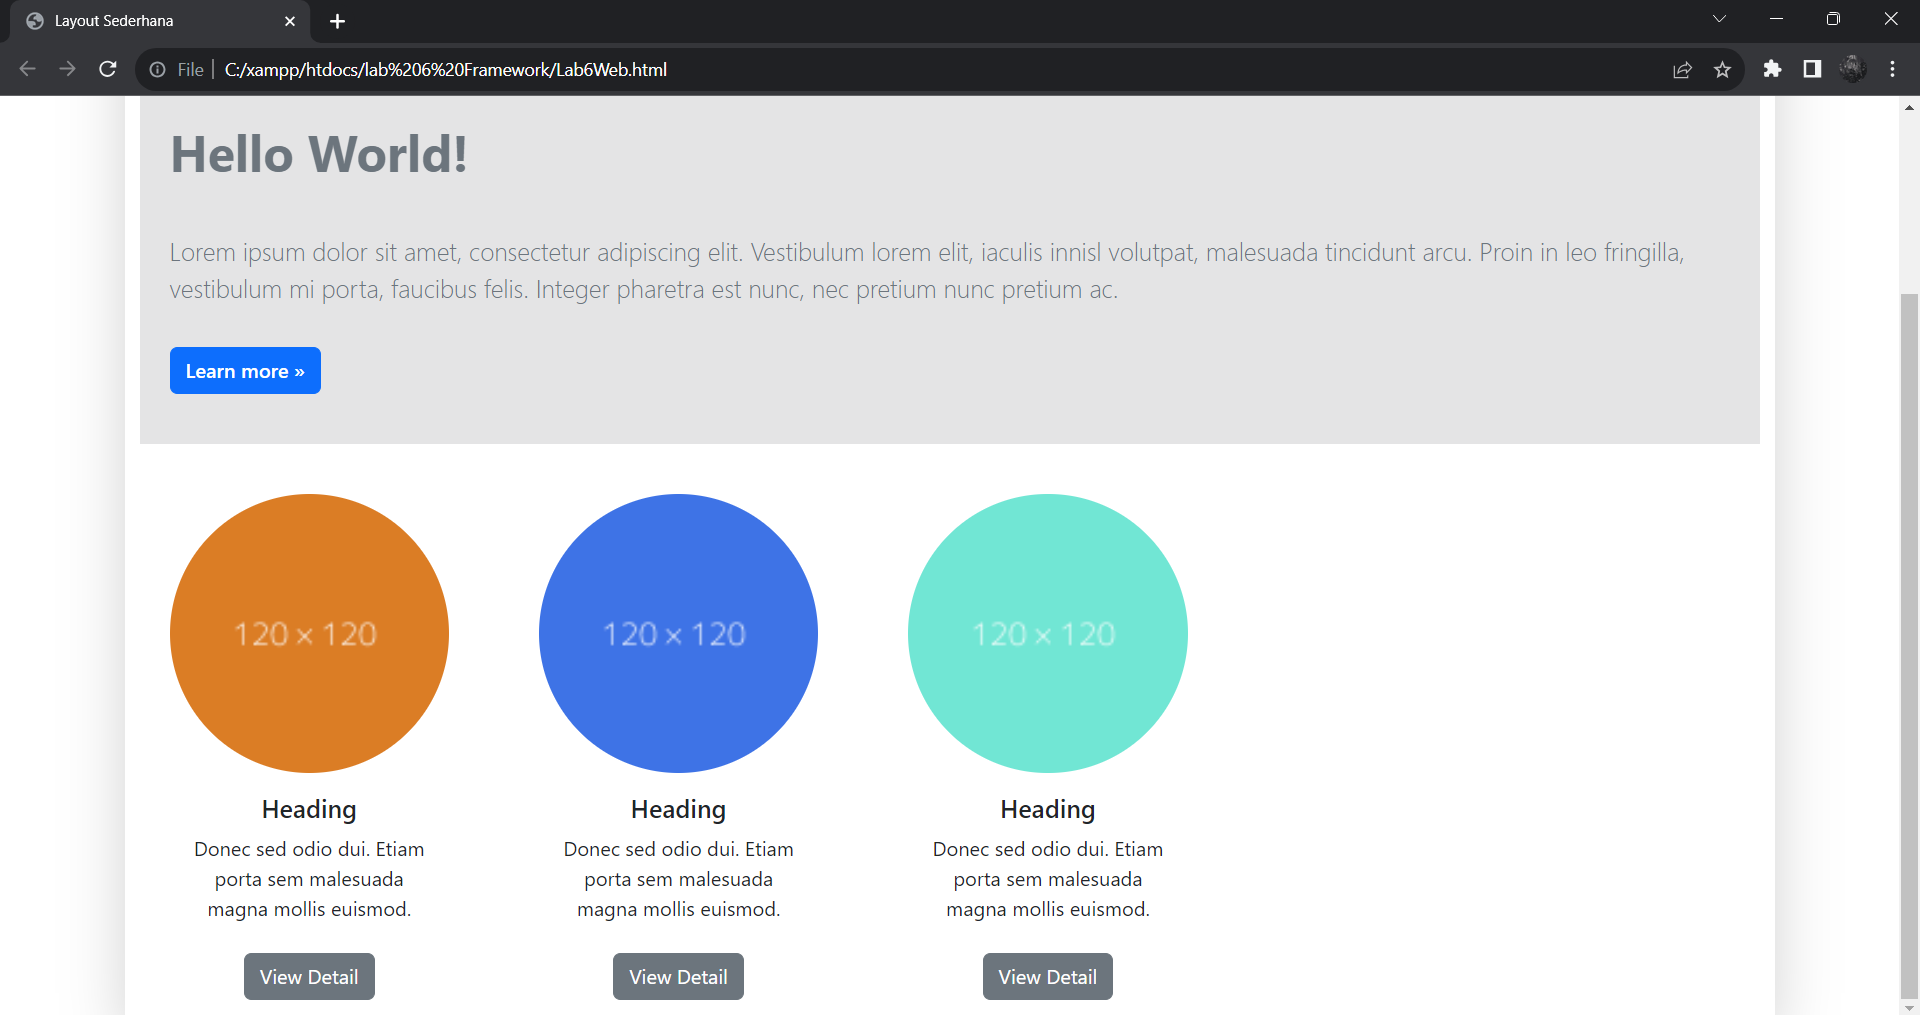 Layout Sederhana
File
C:/xampp/htdocs/lab%206%20Framework/Lab6Web.html
Hello World!
Lorem ipsum dolor sit amet, consectetur adipiscing elit. Vestibulum lorem elit, iaculis innisl volutpat, malesuada tincidunt arcu. Proin in leo fringilla,
vestibulum mi porta, faucibus felis. Integer pharetra est nunc, nec pretium nunc pretium ac.
Learn more »
120 × 120
120 × 120
120 × 120
Heading
Donec sed odio dui. Etiam
porta sem malesuada
magna mollis euismod.
View Detail
Heading
Donec sed odio dui. Etiam
porta sem malesuada
magna mollis euismod.
View Detail
Heading
Donec sed odio dui. Etiam
porta sem malesuada
magna mollis euismod.
View Detail